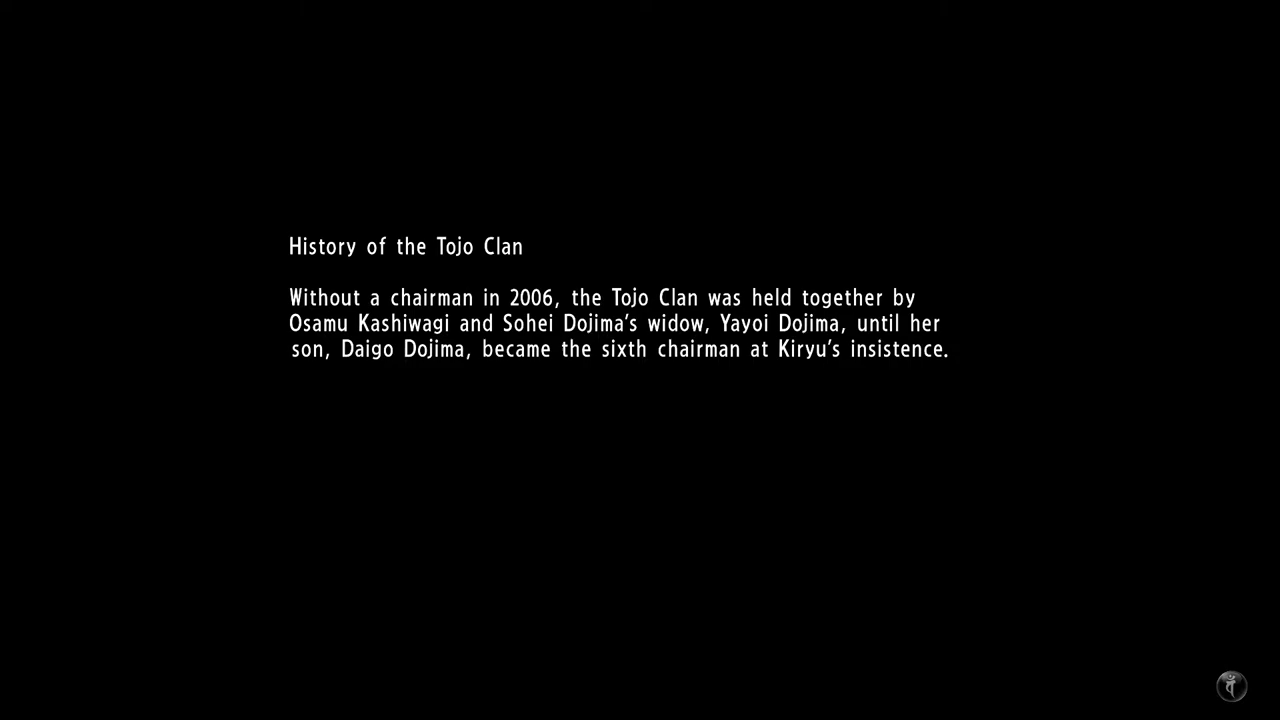 History of the Tojo Clan
Without a chairman in 2006, the Tojo Clan was held together by
Osamu Kashiwagi and Sohei Dojima's widow, Yayoi Dojima, until her
son, Daigo Dojima, became the sixth chairman at Kiryu's insistence.